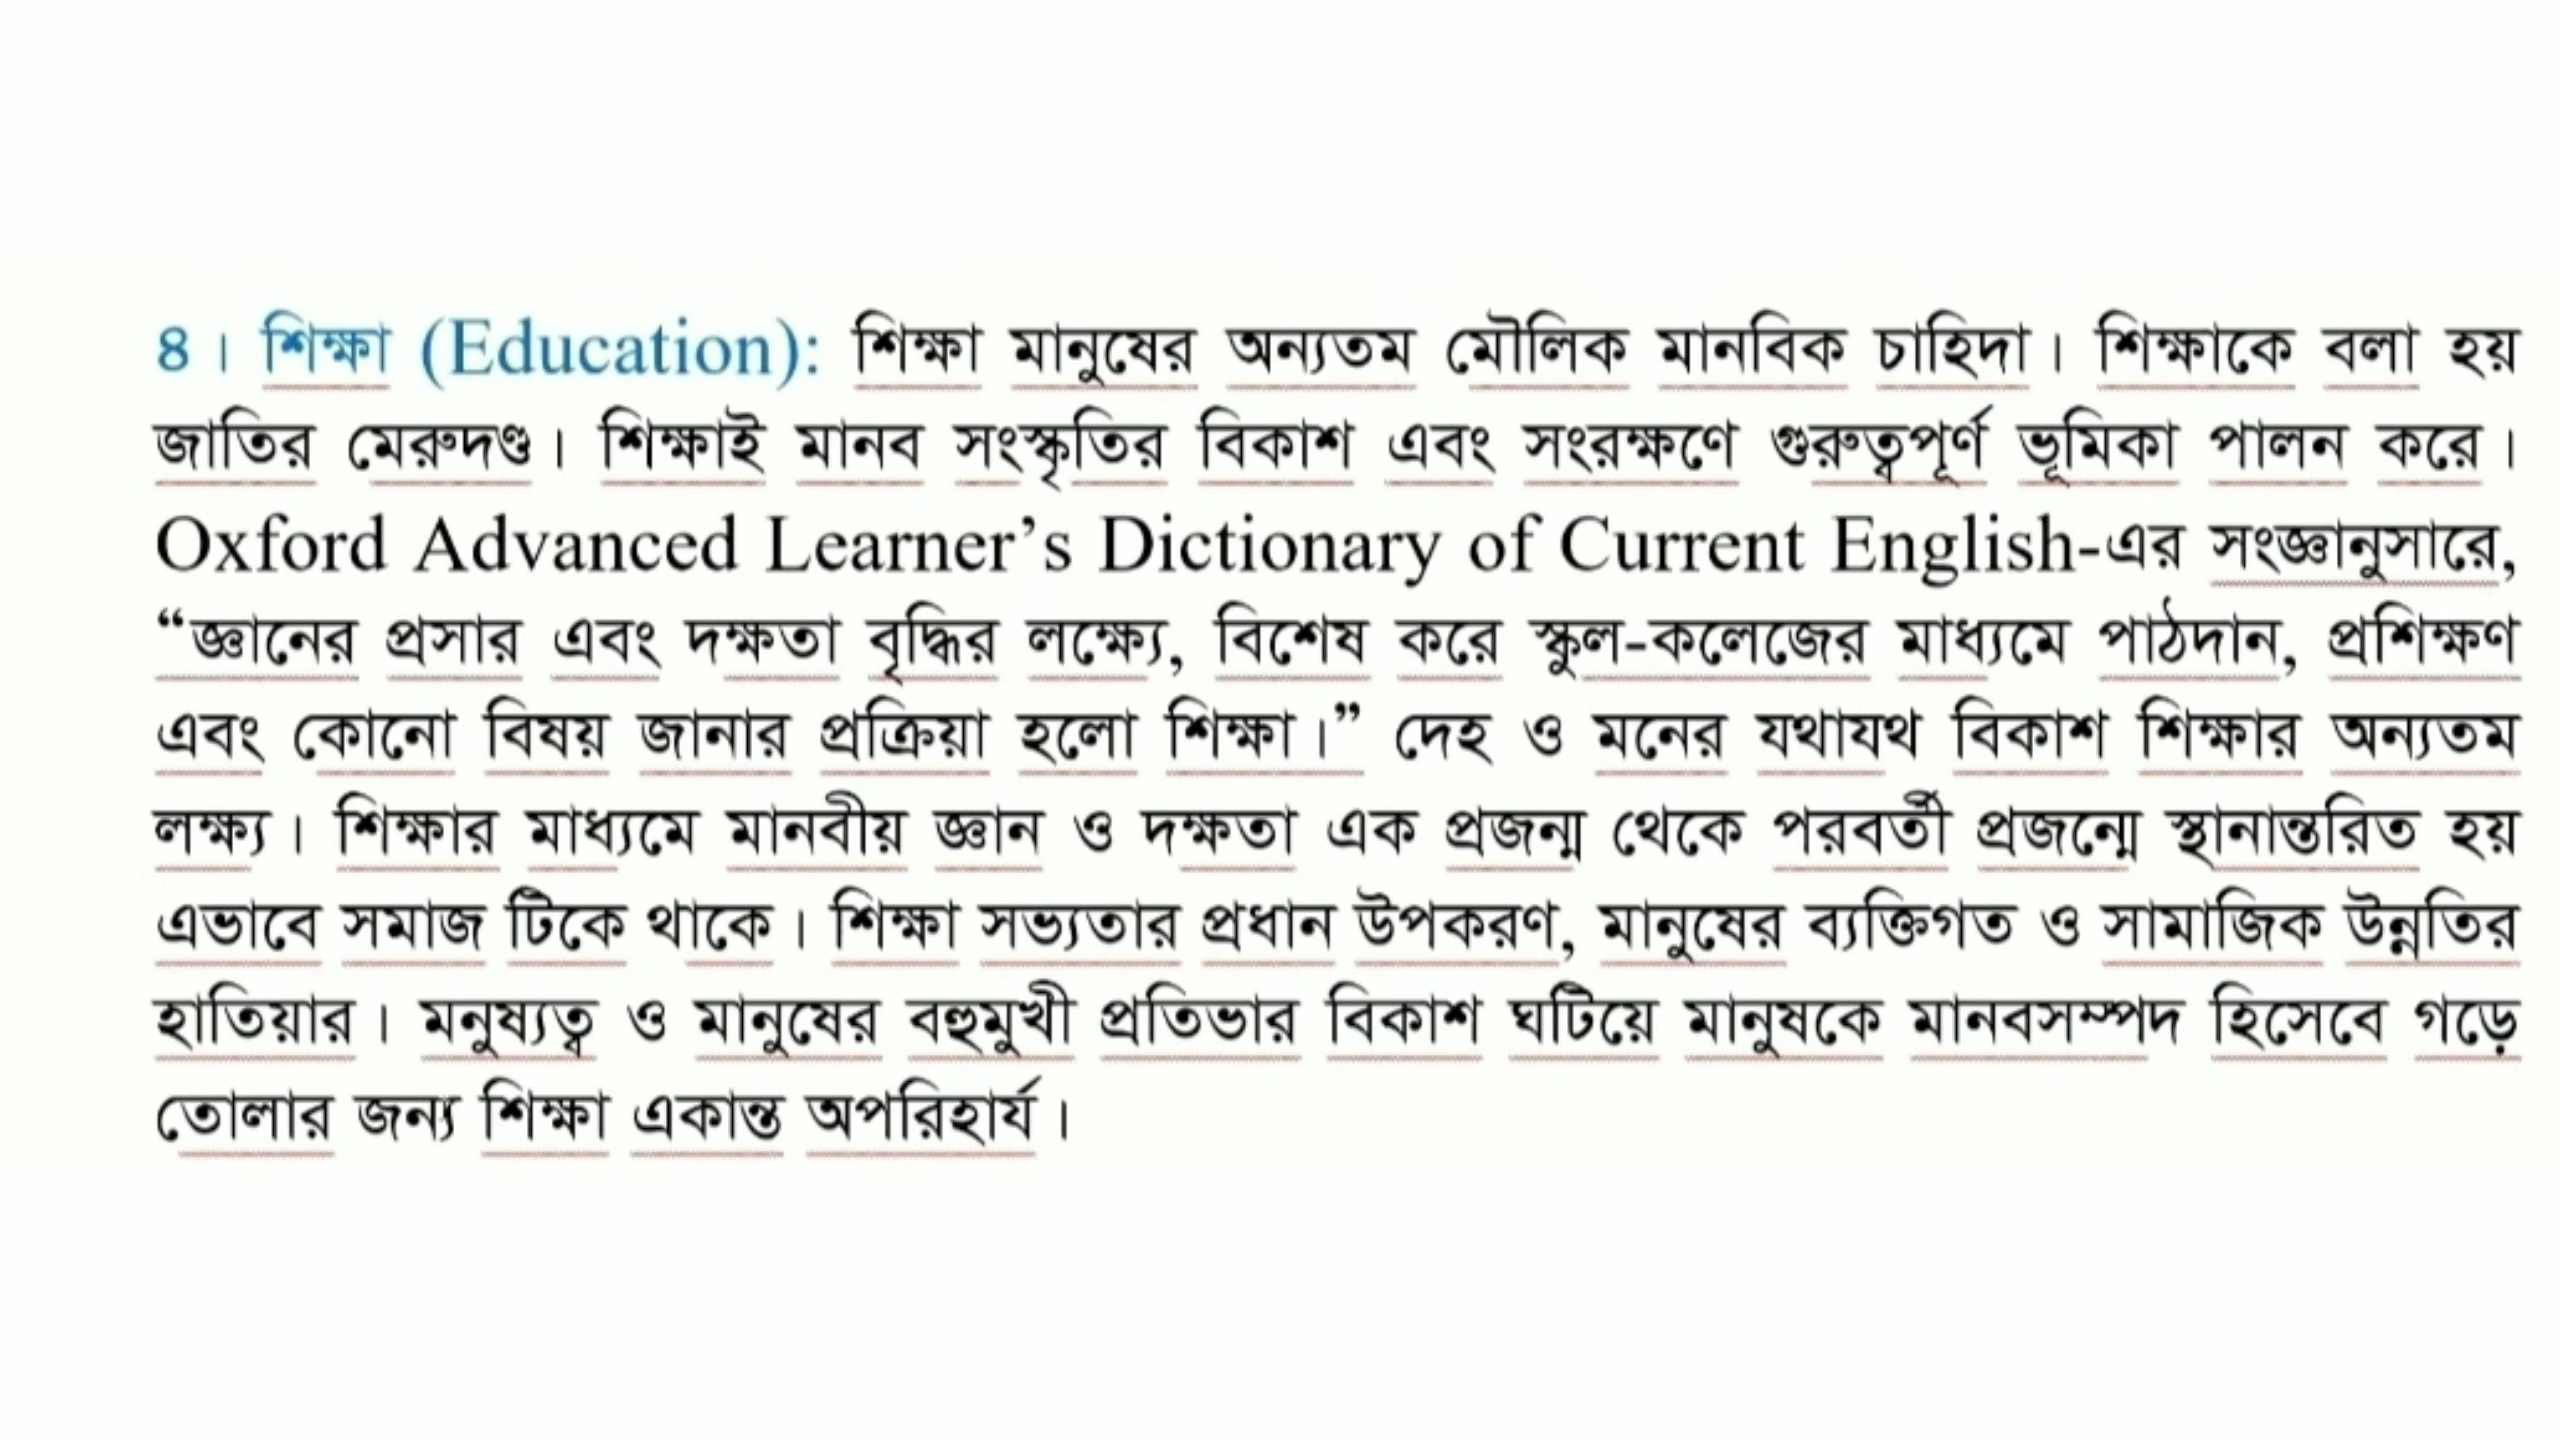 ৪। শিক্ষা (Education): শিক্ষা মানুষের অন্যতম মৌলিক মানবিক চাহিদা। শিক্ষাকে বলা হয়
জাতির মেরুদণ্ড। শিক্ষাই মানব সংস্কৃতির বিকাশ এবং সংরক্ষণে গুরুত্বপূর্ণ ভূমিকা পালন করে।
Oxford Advanced Learner’s Dictionary of Current English-এর সংজ্ঞানুসারে,
“জ্ঞানের প্রসার এবং দক্ষতা বৃদ্ধির লক্ষ্যে, বিশেষ করে স্কুল-কলেজের মাধ্যমে পাঠদান, প্রশিক্ষণ
এবং কোনো বিষয় জানার প্রক্রিয়া হলো শিক্ষা।” দেহ ও মনের যথাযথ বিকাশ শিক্ষার অন্যতম
লক্ষ্য। শিক্ষার মাধ্যমে মানবীয় জ্ঞান ও দক্ষতা এক প্রজন্ম থেকে পরবর্তী প্রজন্মে স্থানান্তরিত হয়
এভাবে সমাজ টিকে থাকে। শিক্ষা সভ্যতার প্রধান উপকরণ, মানুষের ব্যক্তিগত ও সামাজিক উন্নতির
হাতিয়ার। মনুষ্যত্ব ও মানুষের বহুমুখী প্রতিভার বিকাশ ঘটিয়ে মানুষকে মানবসম্পদ হিসেবে গড়ে
তোলার জন্য শিক্ষা একান্ত অপরিহার্য।